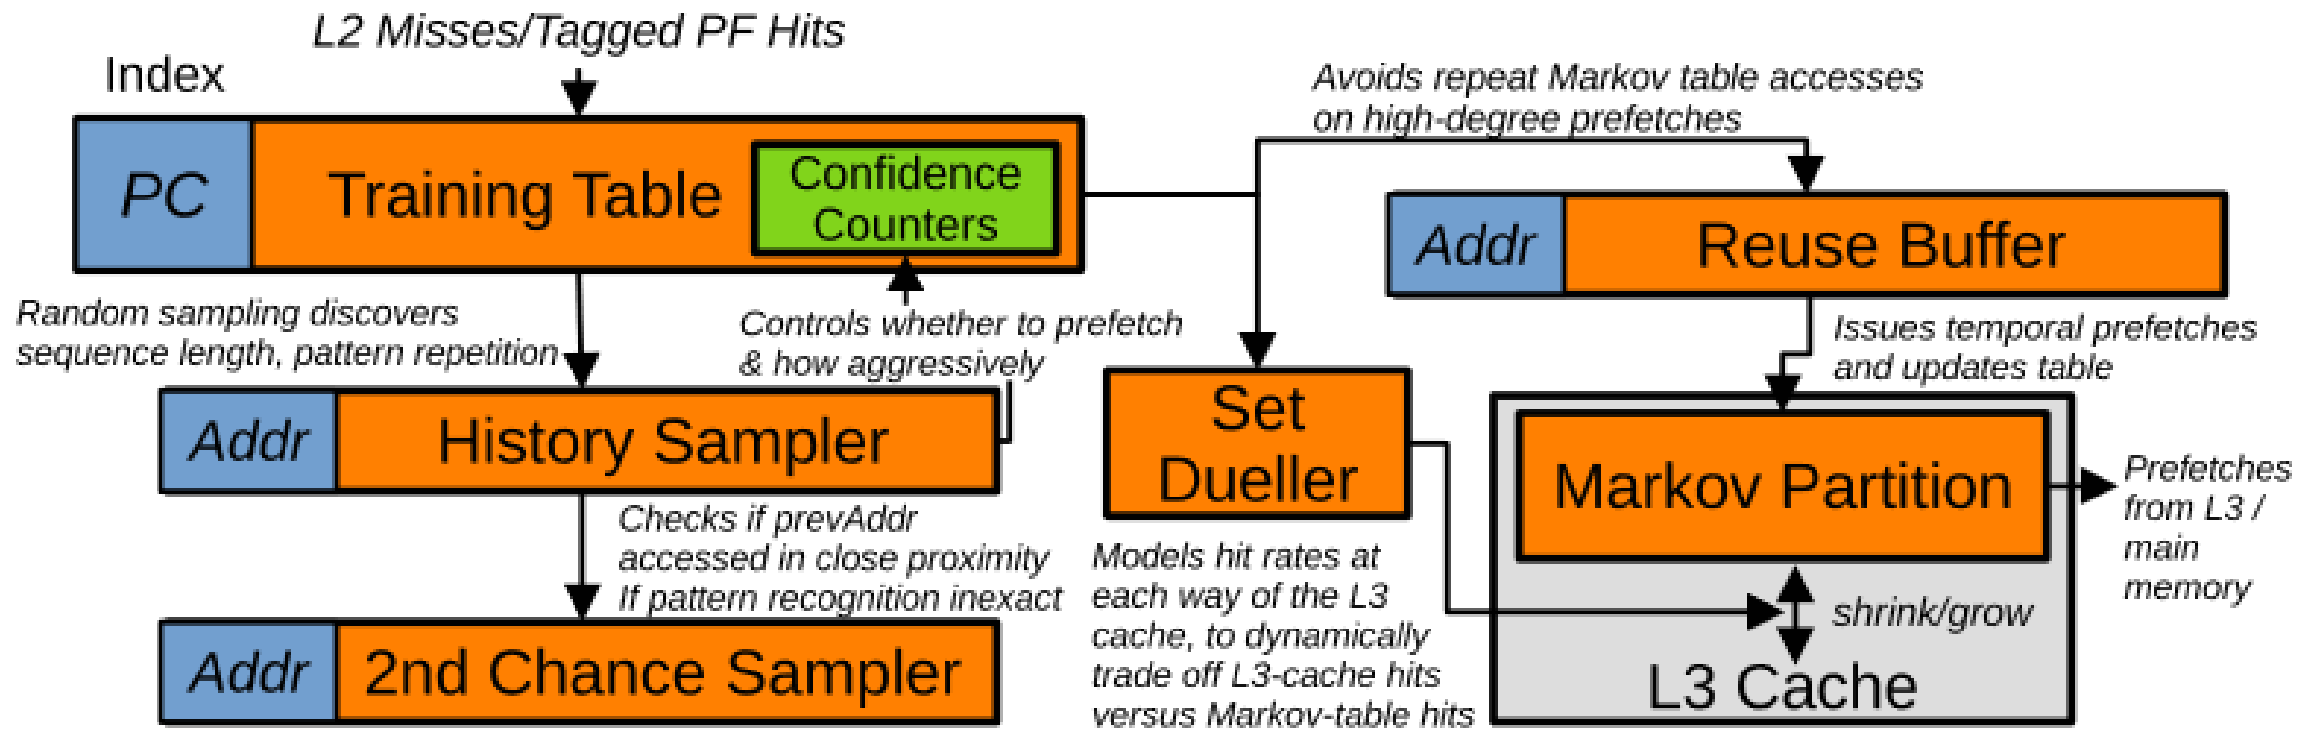 L2 Misses/Tagged PF Hits
Index
PC
Training Table
Confidence
Counters
Avoids repeat Markov table accesses
on high-degree prefetches
Addr
Reuse Buffer
Random sampling discovers
sequence length, pattern repetition
Controls whether to prefetch
& how aggressively
Issues temporal prefetches
and updates table
Addr
History Sampler
Set
Dueller
Markov Partition
Prefetches
from L3 /
main
memory
Checks if prevAddr
accessed in close proximity
If pattern recognition inexact
Models hit rates at
each way of the L3
cache, to dynamically
trade off L3-cache hits
versus Markov-table hits
shrink/grow
L3 Cache
Addr
2nd Chance Sampler